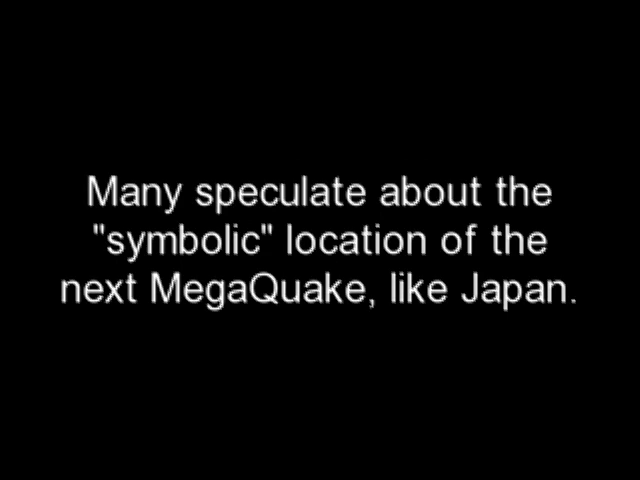 Many speculate about the
"symbolic" location of the
next MegaQuake, like Japan.